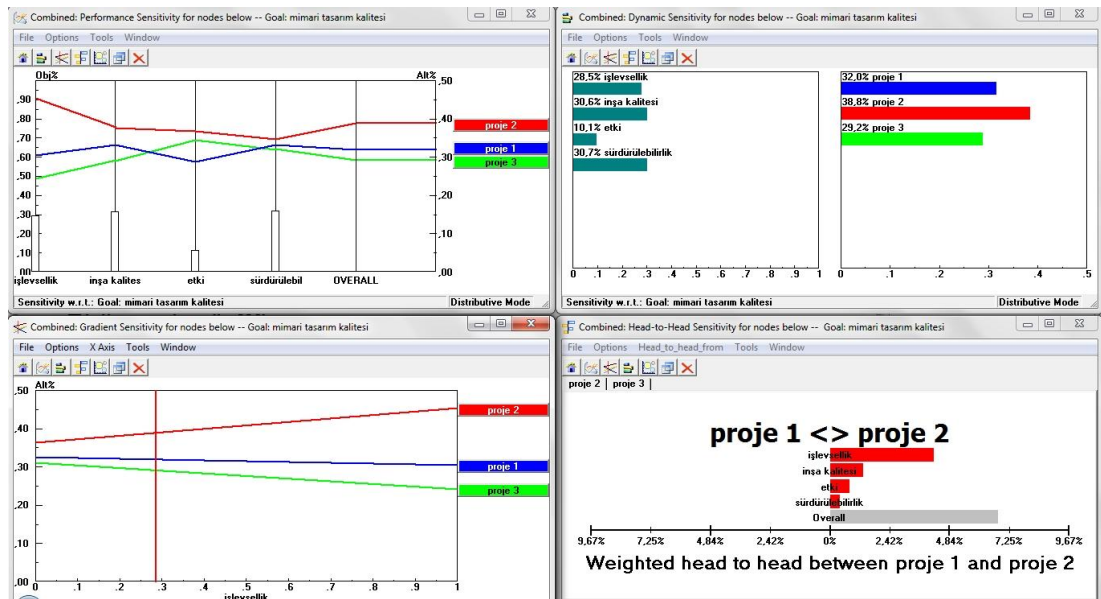 Combined: Performance Sensitivity for nodes below -- Goal: mimari tasarım kalitesi
File Options Tools Window
Obj% Alt%
,50
,90
,80
,40
,70
,60
,30
,50
,40
,20
,30
,20
,10
,10
,00
,00
proje 2
proje 1
proje 3
işlevsellik inşa kalites etki sürdürülebil OVERALL
Sensitivity w.r.t.: Goal: mimari tasarım kalitesi Distributive Mode
Combined: Dynamic Sensitivity for nodes below -- Goal: mimari tasarım kalitesi
File Options Tools Window
28,5% işlevsellik
30,6% inşa kalitesi
10,1% etki
30,7% sürdürülebilirlik
0 .1 .2 .3 .4 .5 .6 .7 .8 .9 1
32,0% proje 1
38,8% proje 2
29,2% proje 3
0 .1 .2 .3 .4 .5
Sensitivity w.r.t.: Goal: mimari tasarım kalitesi Distributive Mode
Combined: Gradient Sensitivity for nodes below -- Goal: mimari tasarım kalitesi
File Options X Axis Tools Window
Alt%
,50
,40
,30
,20
,10
,00
proje 2
proje 1
proje 3
0 .1 .2 .3 .4 .5 .6 .7 .8 .9 1
işlevsellik
Combined: Head-to-Head Sensitivity for nodes below -- Goal: mimari tasarım kalitesi
File Options Head_to_head_from Tools Window
proje 2 | proje 3 |
proje 1 <> proje 2
işlevsellik
inşa kalitesi
etki
sürdürülebilirlik
Overall
9,67% 7,25% 4,84% 2,42% 0% 2,42% 4,84% 7,25% 9,67%
Weighted head to head between proje 1 and proje 2